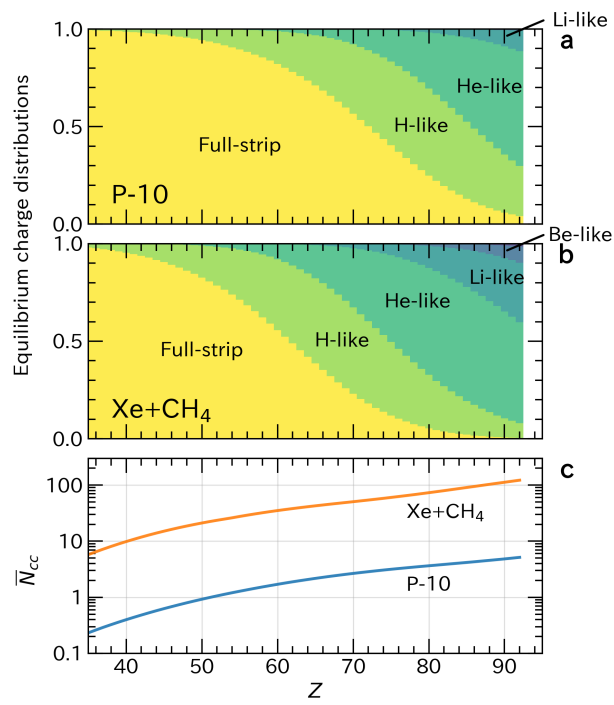 Li-like
1.0
a
He-like
H-like
0.5
Full-strip
P-10
0.0
Equilibrium charge distributions
Be-like
1.0
b
Li-like
He-like
H-like
0.5
Full-strip
Xe+CH₄
0.0
c
100
Xe+CH₄
10
P-10
1
0.1
N̅cc
40 50 60 70 80 90
Z